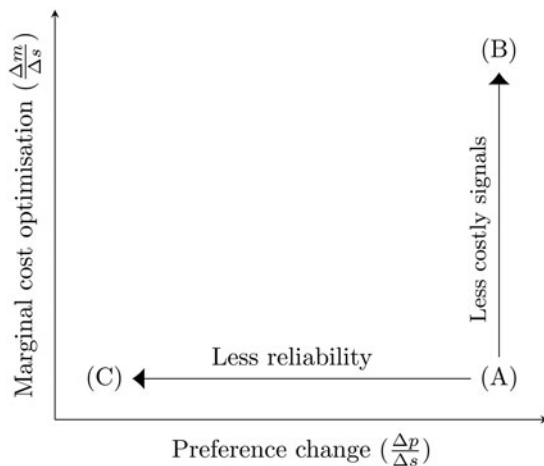 Marginal cost optimisation (Δm/Δs)
(B)
Less costly signals
Less reliability
(C)
(A)
Preference change (Δp/Δs)